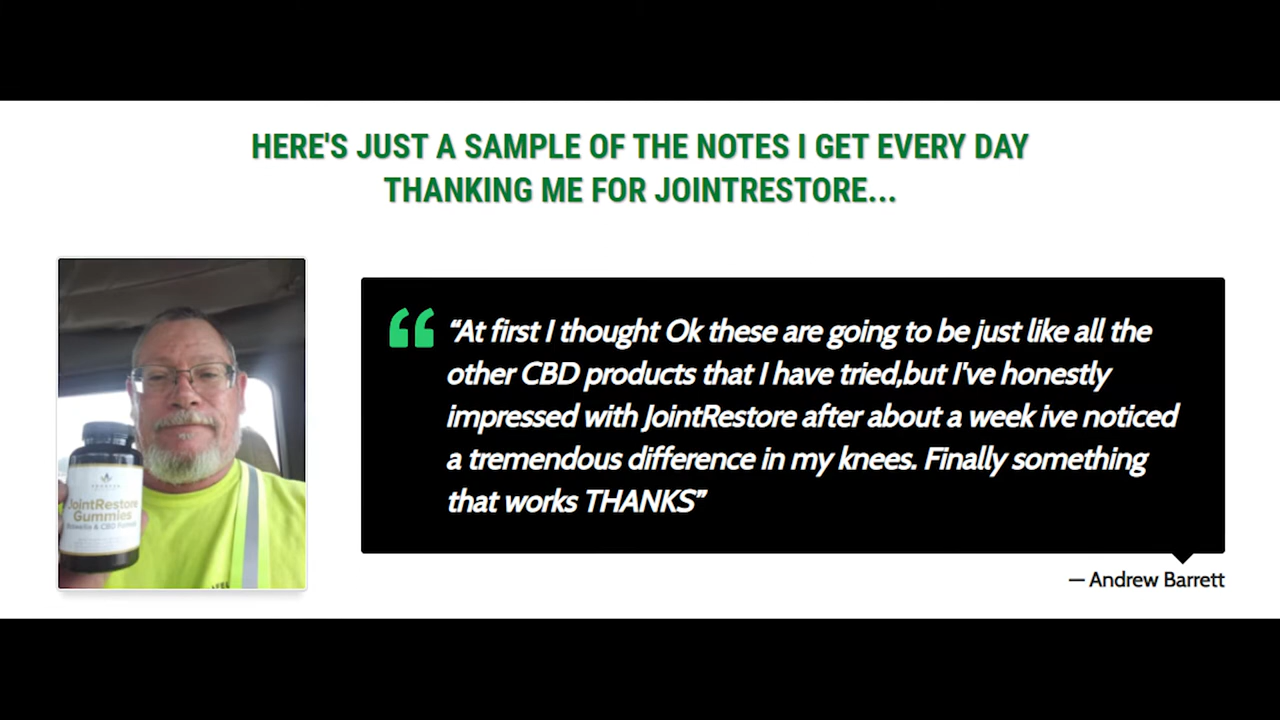 HERE'S JUST A SAMPLE OF THE NOTES I GET EVERY DAY
THANKING ME FOR JOINTRESTORE...
“At first I thought Ok these are going to be just like all the
other CBD products that I have tried,but I've honestly
impressed with JointRestore after about a week ive noticed
a tremendous difference in my knees. Finally something
that works THANKS”
— Andrew Barrett
JointRestore
Gummies
Boswellia & CBD Formula